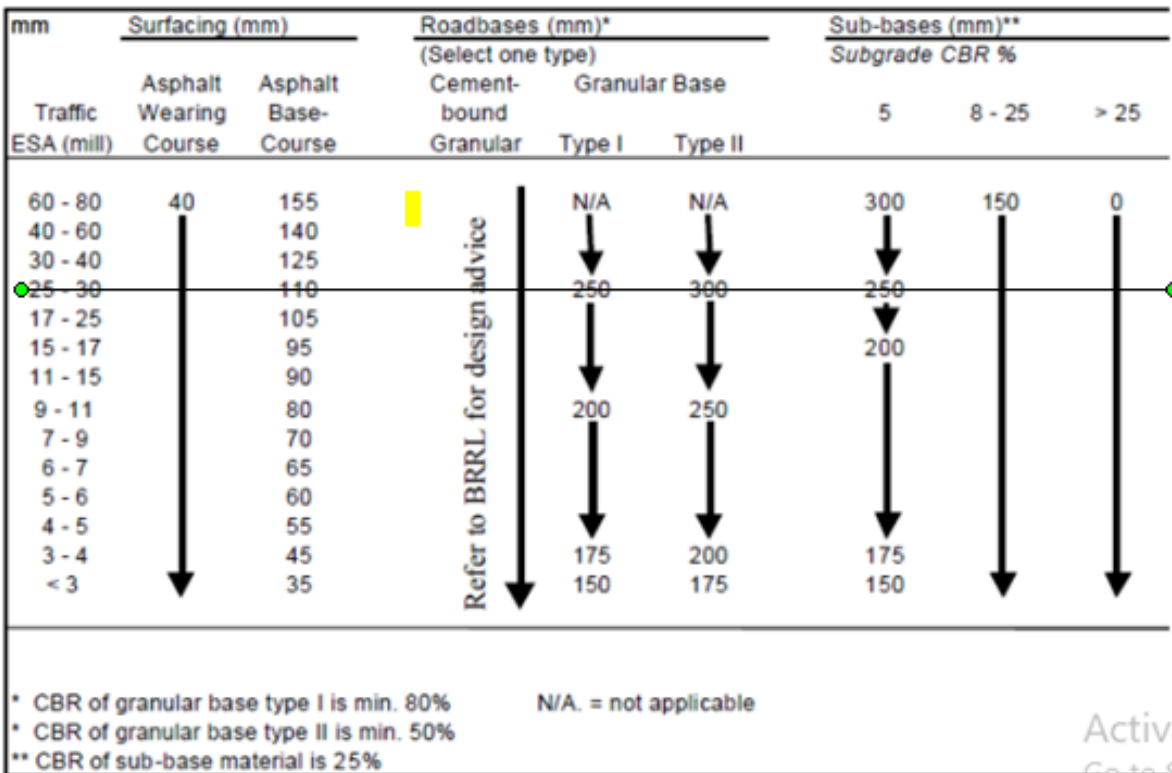 mm Surfacing (mm) Roadbases (mm)* Sub-bases (mm)**
(Select one type) Subgrade CBR %
Asphalt Asphalt Cement- Granular Base
Traffic Wearing Base- bound 5 8 - 25 > 25
ESA (mill) Course Course Granular Type I Type II
60 - 80 40 155 N/A N/A 300 150 0
40 - 60 140
30 - 40 125
25 - 30 110 250 300 250
17 - 25 105
15 - 17 95 200
11 - 15 90
9 - 11 80 200 250
7 - 9 70
6 - 7 65
5 - 6 60
4 - 5 55
3 - 4 45 175 200 175
< 3 35 150 175 150
Refer to BRRL for design advice
* CBR of granular base type I is min. 80% N/A. = not applicable
* CBR of granular base type II is min. 50%
** CBR of sub-base material is 25%
Activ